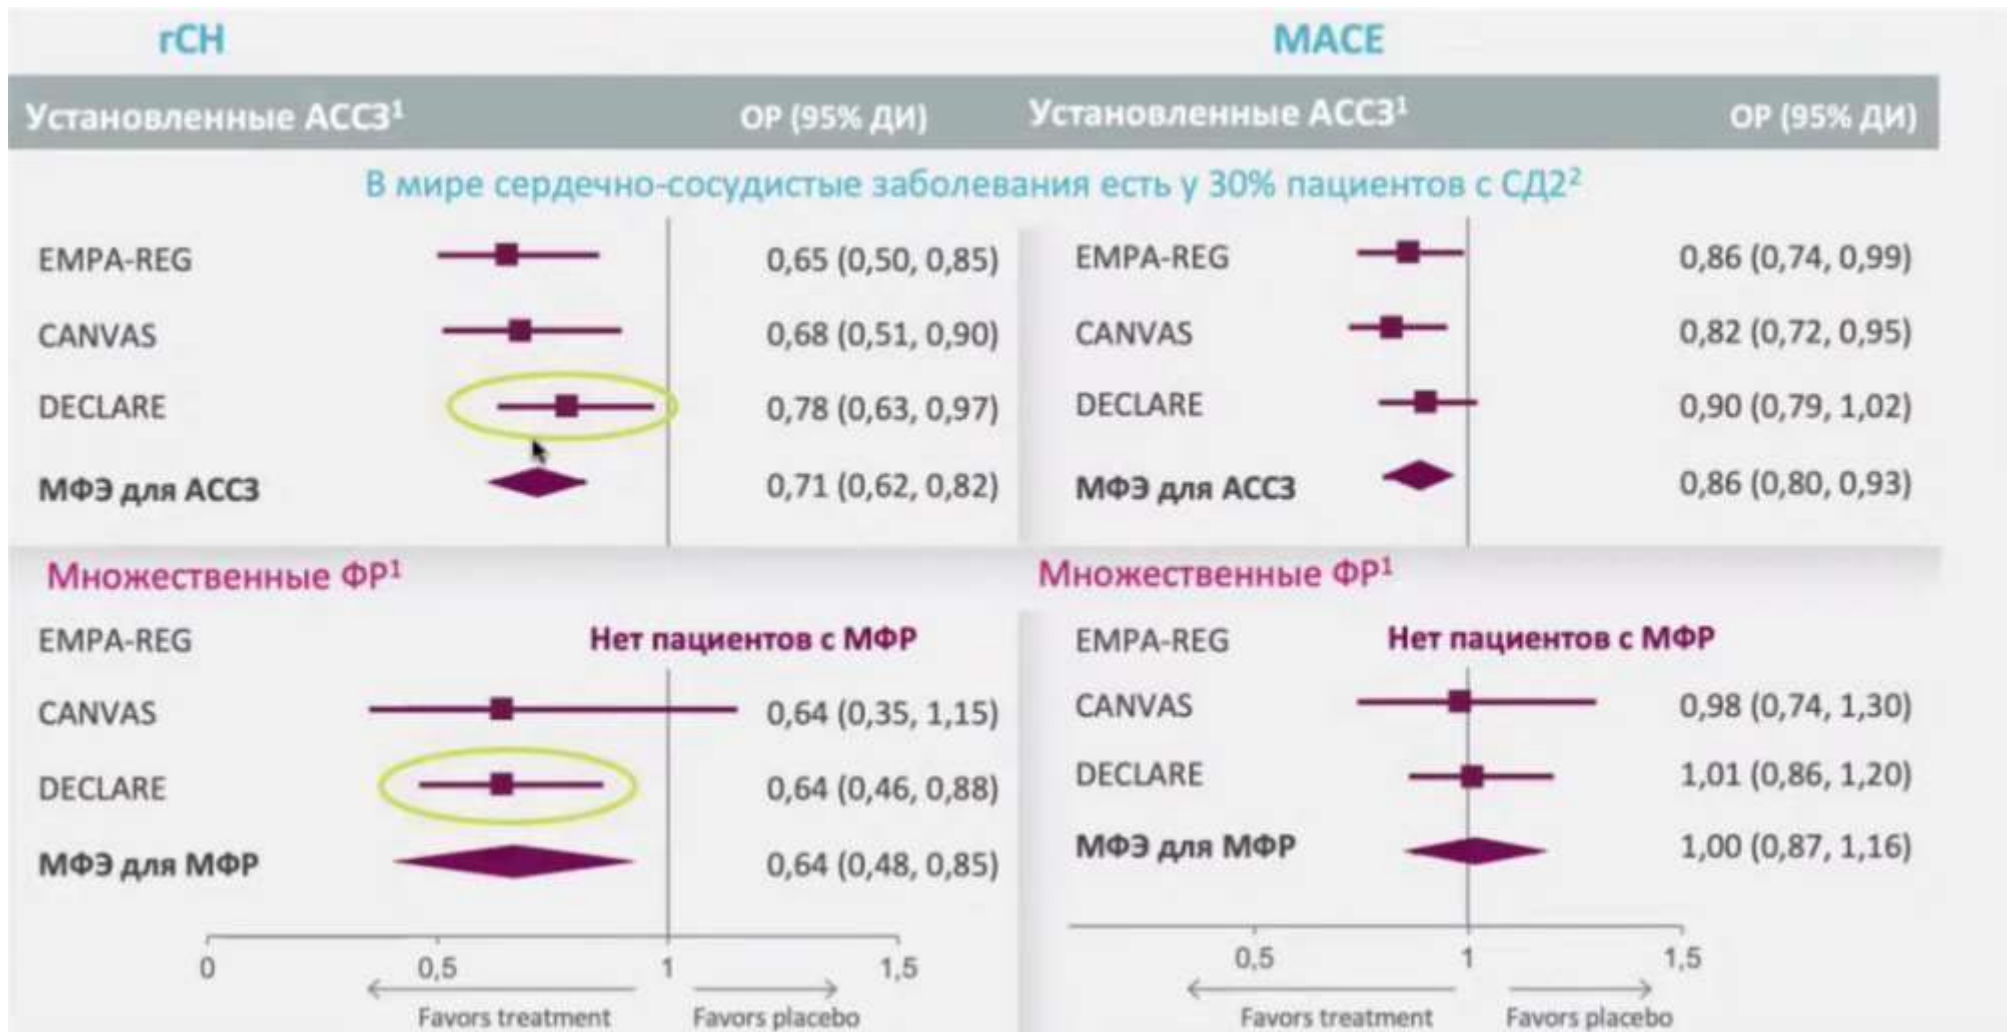 гСН
MACE
Установленные АССЗ¹ ОР (95% ДИ) Установленные АССЗ¹ ОР (95% ДИ)
В мире сердечно-сосудистые заболевания есть у 30% пациентов с СД2²
EMPA-REG 0,65 (0,50, 0,85) EMPA-REG 0,86 (0,74, 0,99)
CANVAS 0,68 (0,51, 0,90) CANVAS 0,82 (0,72, 0,95)
DECLARE 0,78 (0,63, 0,97) DECLARE 0,90 (0,79, 1,02)
МФЭ для АССЗ 0,71 (0,62, 0,82) МФЭ для АССЗ 0,86 (0,80, 0,93)
Множественные ФР¹ Множественные ФР¹
EMPA-REG Нет пациентов с МФР EMPA-REG Нет пациентов с МФР
CANVAS 0,64 (0,35, 1,15) CANVAS 0,98 (0,74, 1,30)
DECLARE 0,64 (0,46, 0,88) DECLARE 1,01 (0,86, 1,20)
МФЭ для МФР 0,64 (0,48, 0,85) МФЭ для МФР 1,00 (0,87, 1,16)
0 0,5 1 1,5 0,5 1 1,5
Favors treatment Favors placebo Favors treatment Favors placebo